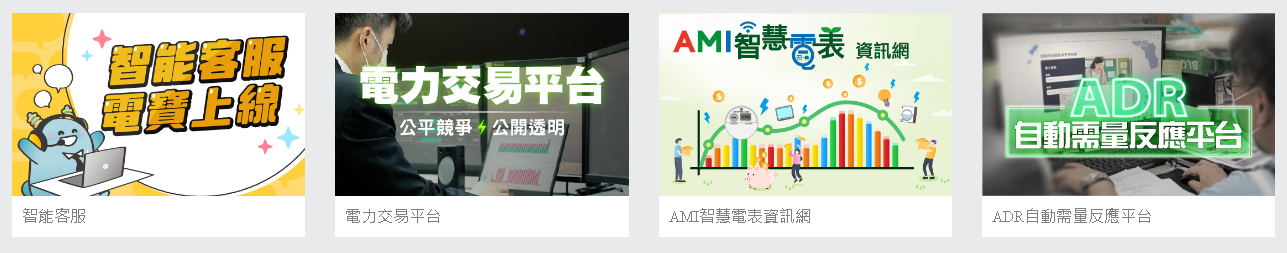 智能客服
電寶上線
智能客服
電力交易平台
公平競爭 公開透明
電力交易平台
AMI智慧電表 資訊網
AMI智慧電表資訊網
ADR
自動需量反應平台
ADR自動需量反應平台